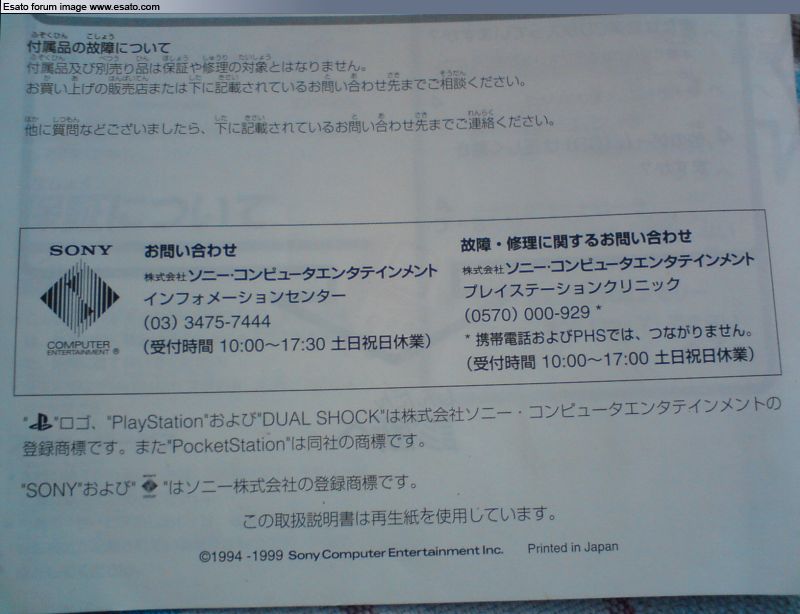 Esato forum image www.esato.com
付属品の故障について
付属品及び別売り品は保証や修理の対象とはなりません。
お買い上げの販売店または下に記載されているお問い合わせ先までご相談ください。
他に質問などございましたら、下に記載されているお問い合わせ先までご連絡ください。
SONY
COMPUTER
ENTERTAINMENT ®
お問い合わせ
株式会社ソニー・コンピュータエンタテインメント
インフォメーションセンター
(03) 3475-7444
(受付時間 10:00～17:30 土日祝日休業)
故障・修理に関するお問い合わせ
株式会社ソニー・コンピュータエンタテインメント
プレイステーションクリニック
(0570) 000-929 *
* 携帯電話およびPHSでは、つながりません。
(受付時間 10:00～17:00 土日祝日休業)
" "ロゴ、"PlayStation"および"DUAL SHOCK"は株式会社ソニー・コンピュータエンタテインメントの
登録商標です。また"PocketStation"は同社の商標です。
"SONY"および" "はソニー株式会社の登録商標です。
この取扱説明書は再生紙を使用しています。
©1994 -1999 Sony Computer Entertainment Inc. Printed in Japan